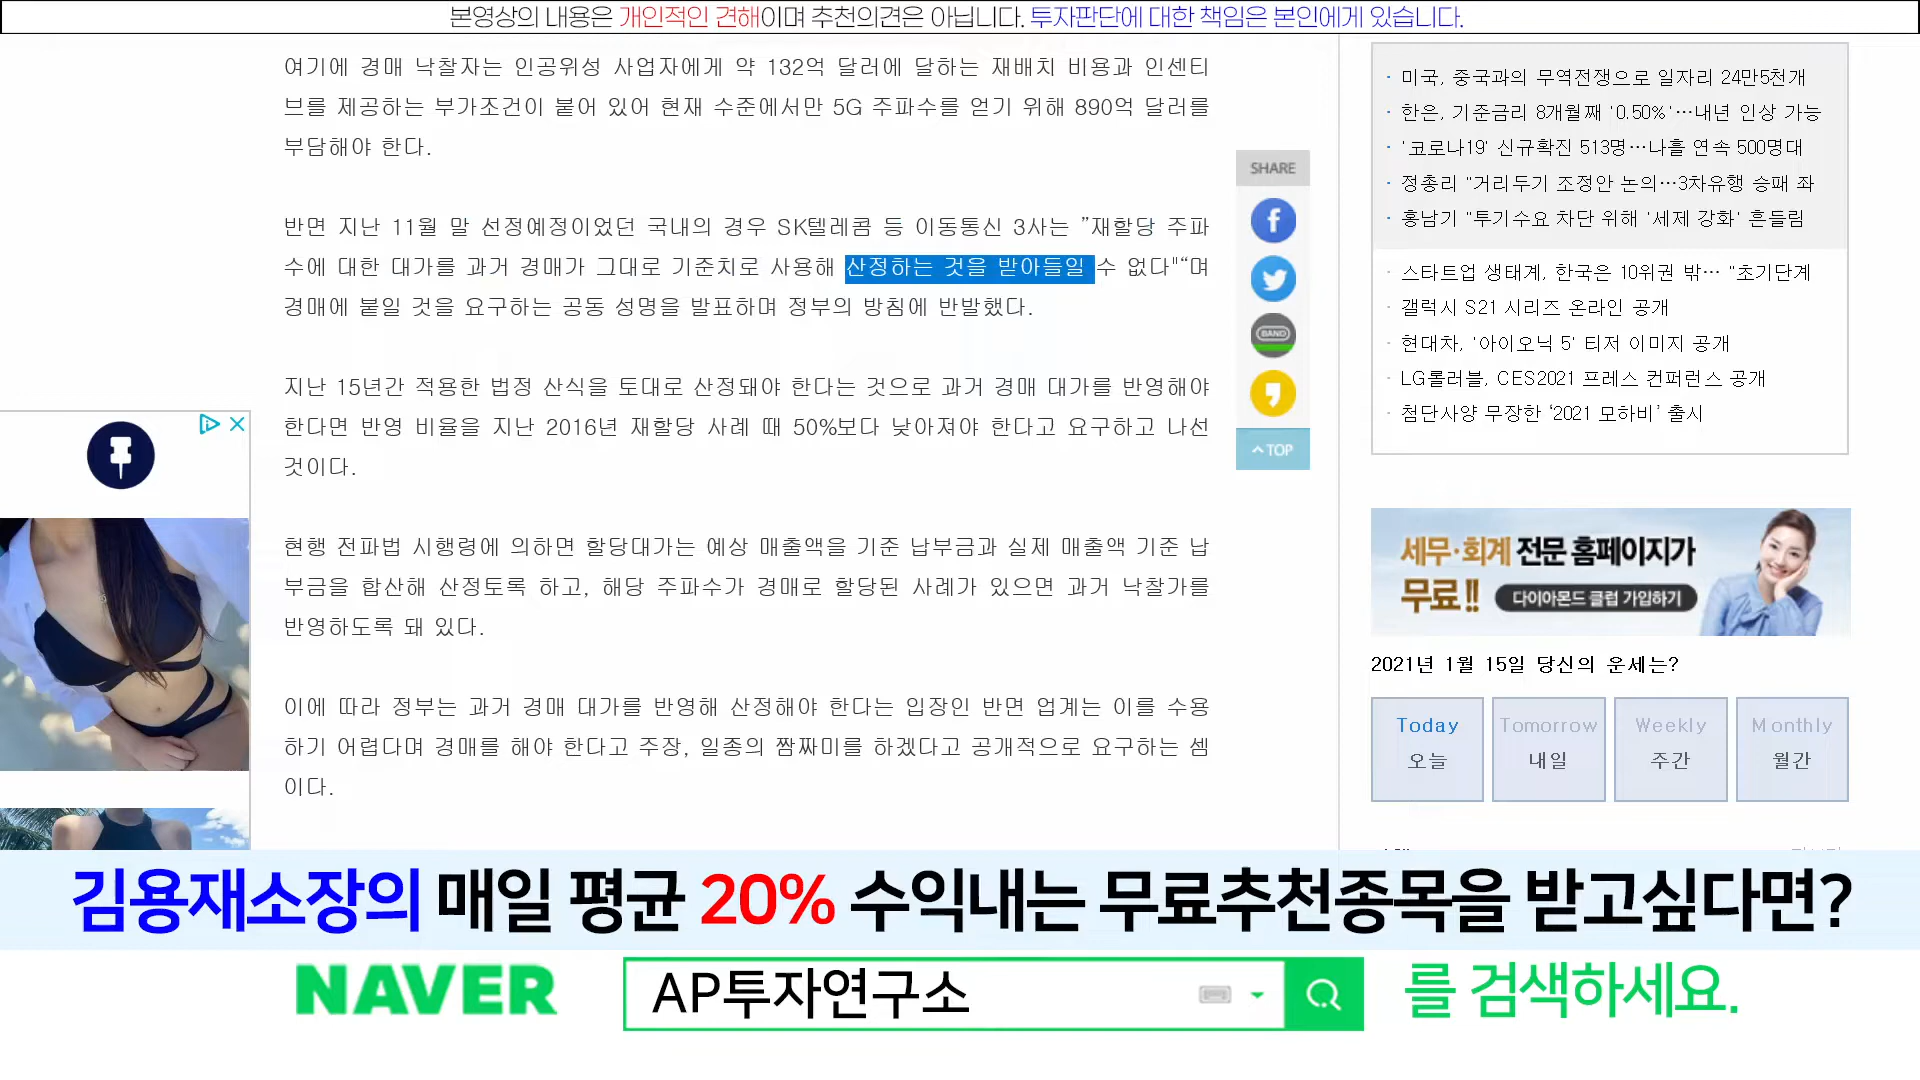 본영상의 내용은 개인적인 견해이며 추천의견은 아닙니다. 투자판단에 대한 책임은 본인에게 있습니다.
여기에 경매 낙찰자는 인공위성 사업자에게 약 132억 달러에 달하는 재배치 비용과 인센티
브를 제공하는 부가조건이 붙어 있어 현재 수준에서만 5G 주파수를 얻기 위해 890억 달러를
부담해야 한다.
반면 지난 11월 말 선정예정이었던 국내의 경우 SK텔레콤 등 이동통신 3사는 ”재할당 주파
수에 대한 대가를 과거 경매가 그대로 기준치로 사용해 산정하는 것을 받아들일 수 없다"“며
경매에 붙일 것을 요구하는 공동 성명을 발표하며 정부의 방침에 반발했다.
지난 15년간 적용한 법정 산식을 토대로 산정돼야 한다는 것으로 과거 경매 대가를 반영해야
한다면 반영 비율을 지난 2016년 재할당 사례 때 50%보다 낮아져야 한다고 요구하고 나선
것이다.
현행 전파법 시행령에 의하면 할당대가는 예상 매출액을 기준 납부금과 실제 매출액 기준 납
부금을 합산해 산정토록 하고, 해당 주파수가 경매로 할당된 사례가 있으면 과거 낙찰가를
반영하도록 돼 있다.
이에 따라 정부는 과거 경매 대가를 반영해 산정해야 한다는 입장인 반면 업계는 이를 수용
하기 어렵다며 경매를 해야 한다고 주장, 일종의 짬짜미를 하겠다고 공개적으로 요구하는 셈
이다.
SHARE
BAND
TOP
· 미국, 중국과의 무역전쟁으로 일자리 24만5천개
· 한은, 기준금리 8개월째 '0.50%'…내년 인상 가능
· '코로나19' 신규확진 513명…나흘 연속 500명대
· 정총리 "거리두기 조정안 논의…3차유행 승패 좌
· 홍남기 "투기수요 차단 위해 '세제 강화' 흔들림
· 스타트업 생태계, 한국은 10위권 밖… "초기단계
· 갤럭시 S21 시리즈 온라인 공개
· 현대차, '아이오닉 5' 티저 이미지 공개
· LG롤러블, CES2021 프레스 컨퍼런스 공개
· 첨단사양 무장한 ‘2021 모하비’ 출시
세무·회계 전문 홈페이지가
무료!! 다이아몬드 클럽 가입하기
2021년 1월 15일 당신의 운세는?
Today Tomorrow Weekly Monthly
오늘 내일 주간 월간
김용재소장의 매일 평균 20% 수익내는 무료추천종목을 받고싶다면?
NAVER AP투자연구소 를 검색하세요.